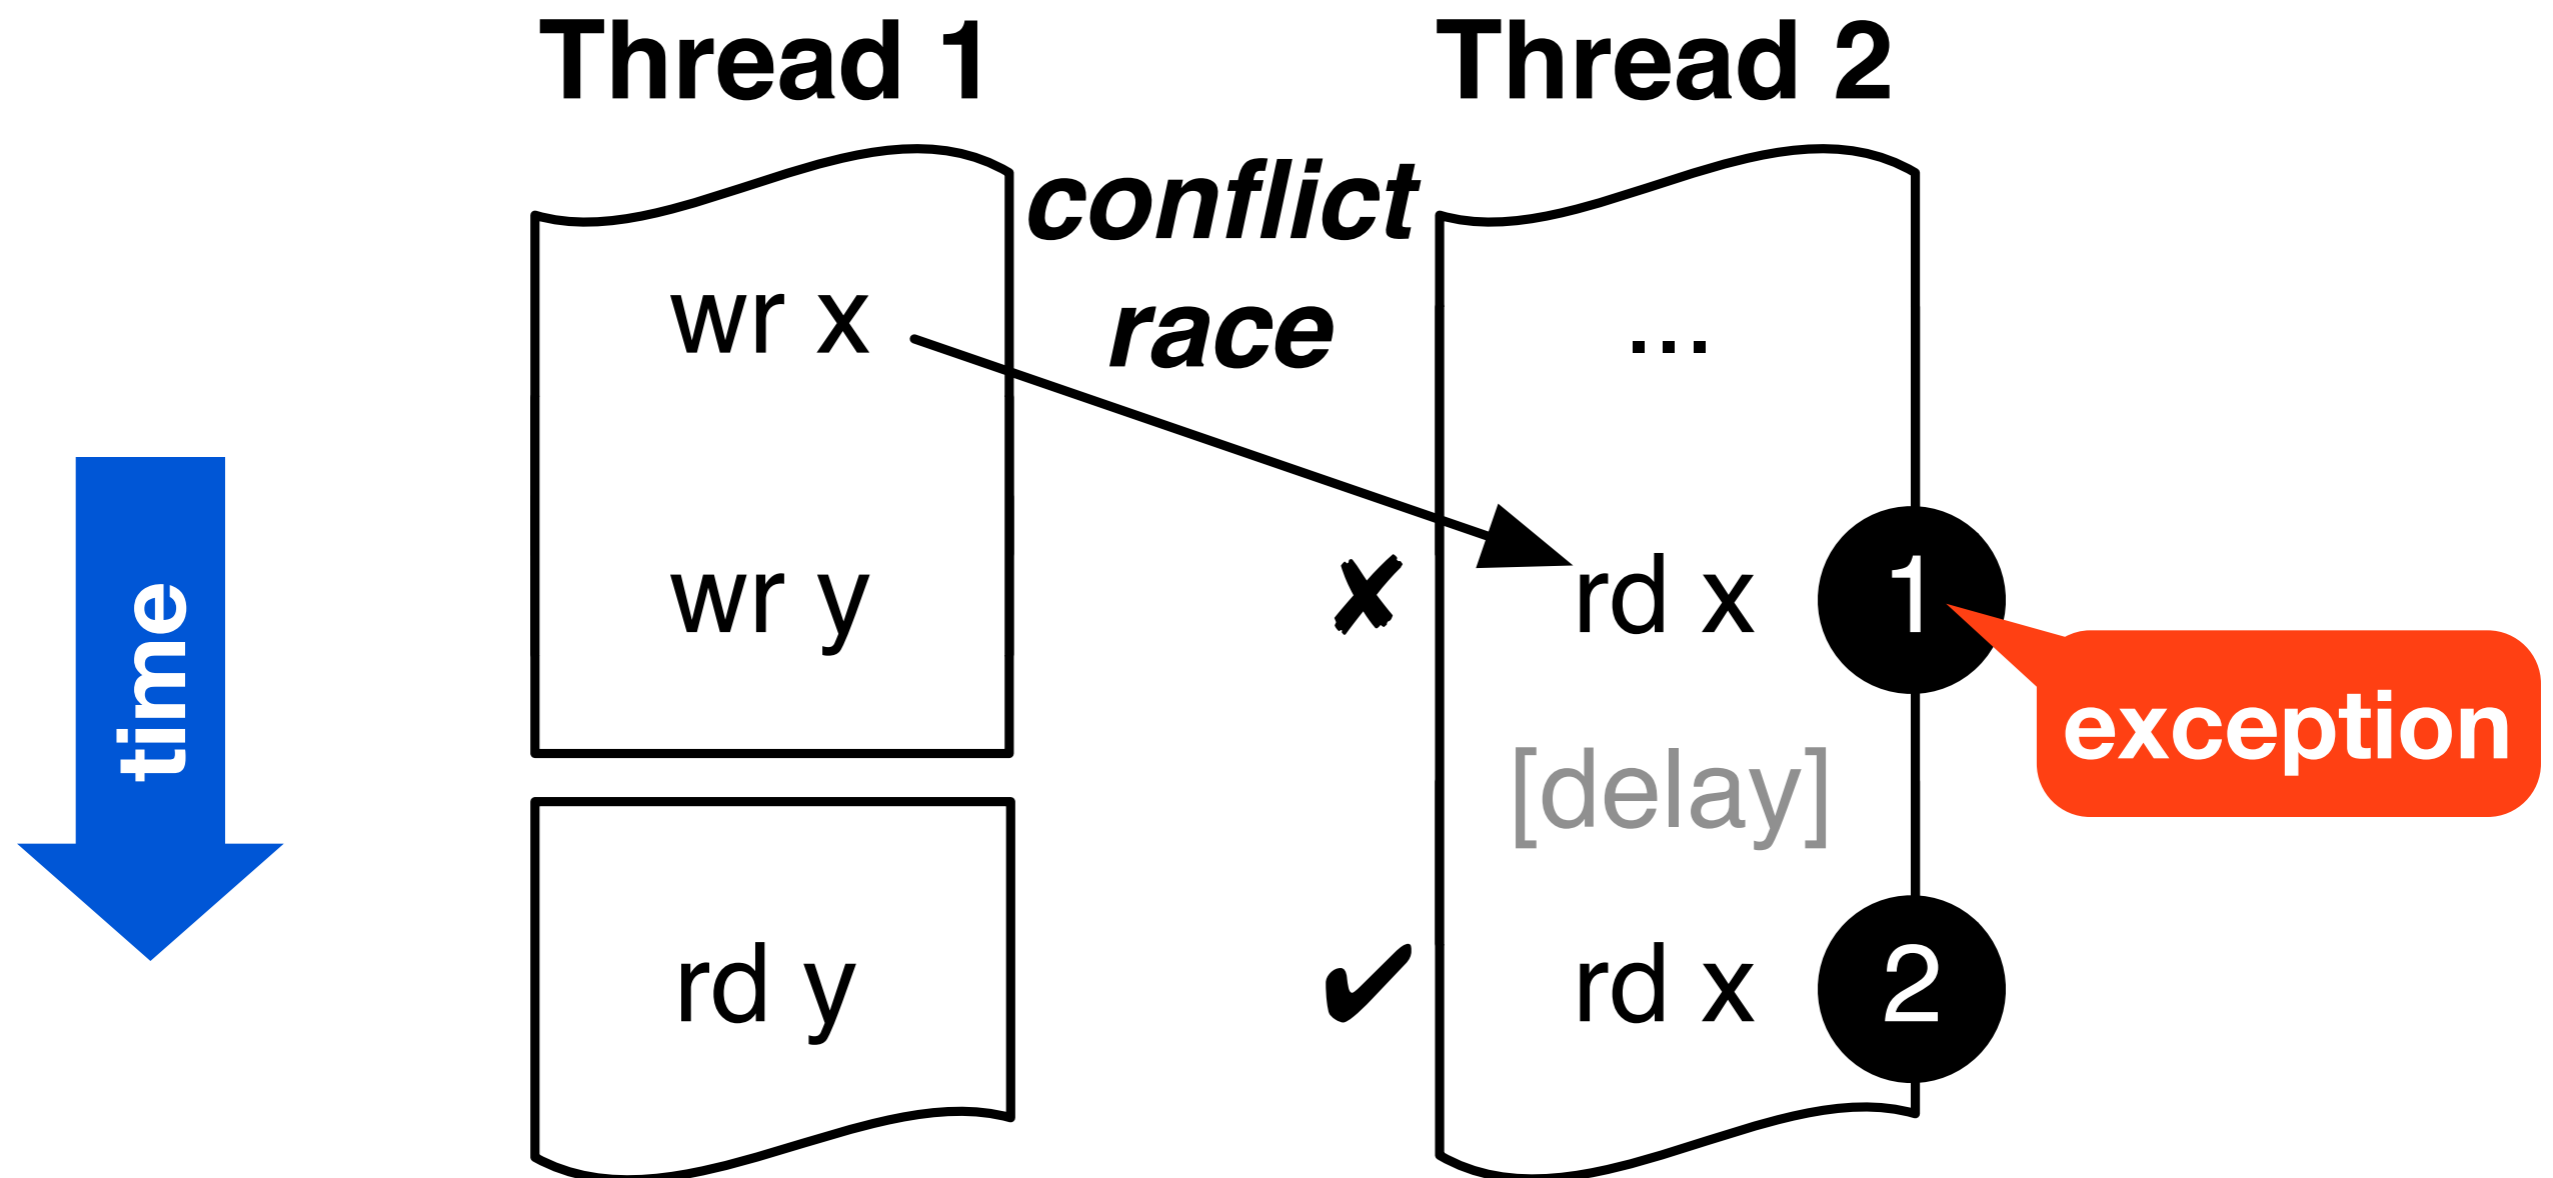 Thread 1
Thread 2
conflict
race
wr x
...
wr y
✘
rd x
1
exception
time
[delay]
rd y
✔
rd x
2